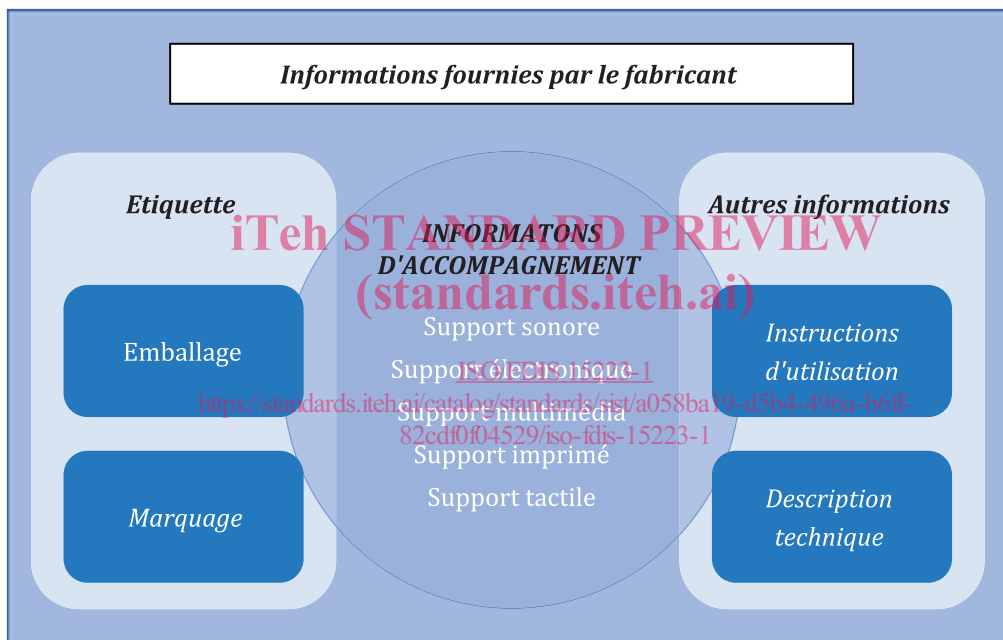 Informations fournies par le fabricant
Etiquette
Emballage
Marquage
INFORMATONS
D'ACCOMPAGNEMENT
Support sonore
Support électronique
Support multimédia
Support imprimé
Support tactile
Autres informations
Instructions
d'utilisation
Description
technique
iTeh STANDARD PREVIEW
(standards.iteh.ai)
ISO/FDIS 15223-1
https://standards.iteh.ai/catalog/standards/sist/a058ba19-d5b4-496a-b6ff-
82cdf0f04529/iso-fdis-15223-1